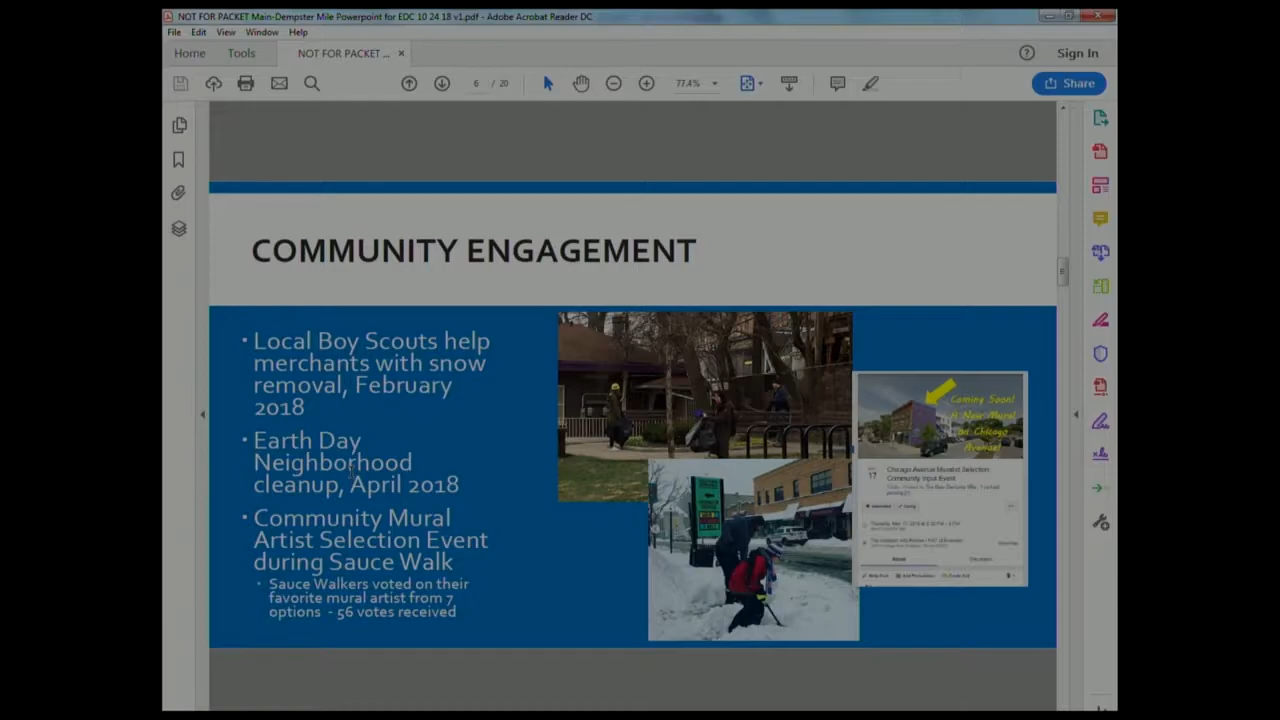 NOT FOR PACKET Main-Dempster Mile Powerpoint for EDC 10 24 18 v1.pdf - Adobe Acrobat Reader DC
File Edit View Window Help
Home Tools NOT FOR PACKET ... × Sign In
6 / 20 77.4% Share
COMMUNITY ENGAGEMENT
• Local Boy Scouts help
merchants with snow
removal, February
2018
• Earth Day
Neighborhood
cleanup, April 2018
• Community Mural
Artist Selection Event
during Sauce Walk
• Sauce Walkers voted on their
favorite mural artist from 7
options - 56 votes received
Coming Soon!
A New Mural
on Chicago
Avenue!
17
Chicago Avenue Muralist Selection
Community Input Event